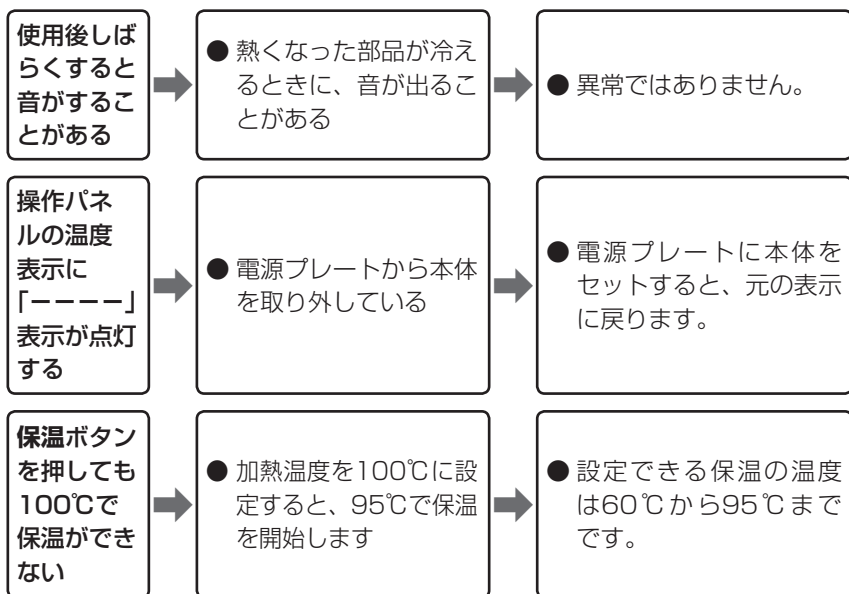 使用後しば
らくすると
音がするこ
とがある
● 熱くなった部品が冷え
るときに、音が出るこ
とがある
● 異常ではありません。
操作パネ
ルの温度
表示に
「ーーーー」
表示が点灯
する
● 電源プレートから本体
を取り外している
● 電源プレートに本体を
セットすると、元の表示
に戻ります。
保温ボタン
を押しても
100℃で
保温ができ
ない
● 加熱温度を100℃に設
定すると、95℃で保温
を開始します
● 設定できる保温の温度
は60℃から95℃まで
です。